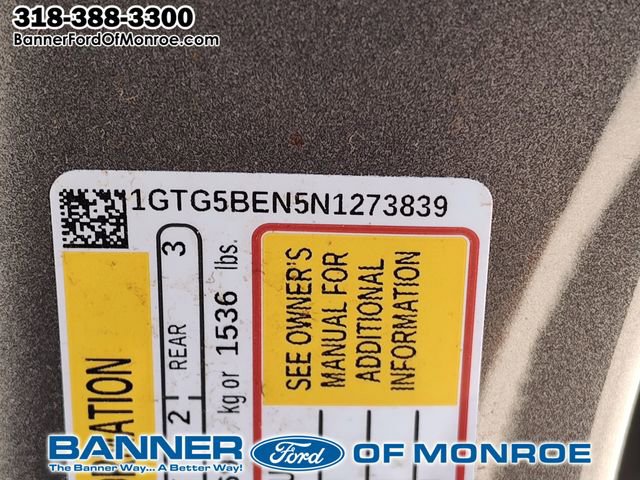 318-388-3300
BannerFordOfMonroe.com
1GTG5BEN5N1273839
REAR 3
2
kg or 1536 lbs.
SEE OWNER'S
MANUAL FOR
ADDITIONAL
INFORMATION
BANNER Ford OF MONROE
The Banner Way... A Better Way!